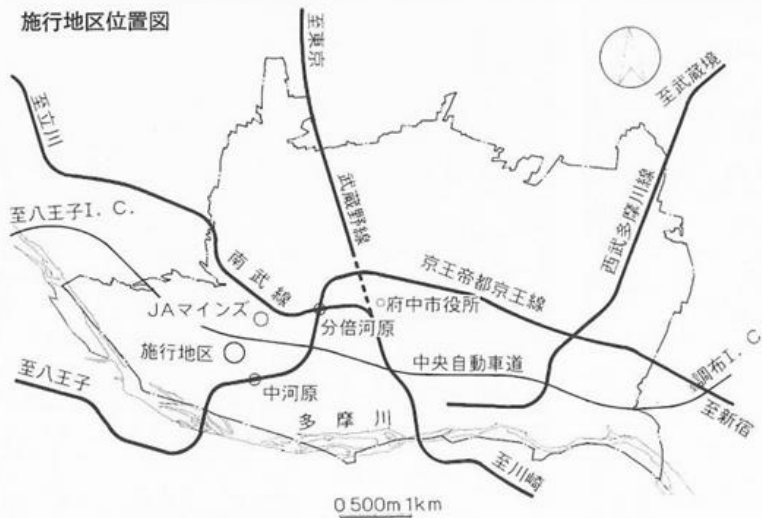 施行地区位置図
至東京
至武蔵境
至立川
武蔵野線
西武多摩川線
至八王子I.C.
南武線
京王帝都京王線
JAマインズ
府中市役所
分倍河原
施行地区
中央自動車道
調布I.C.
至八王子
中河原
至新宿
多摩川
至川崎
0 500m 1km